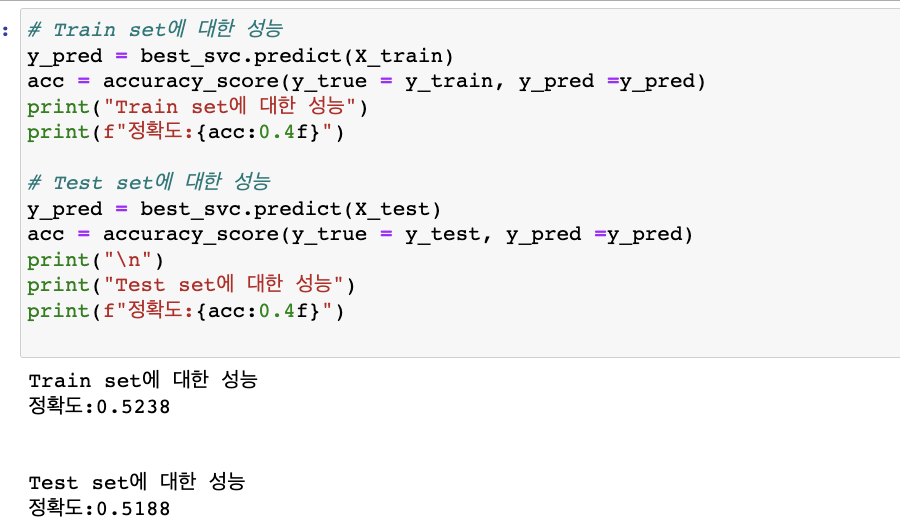 :
# Train set에 대한 성능
y_pred = best_svc.predict(X_train)
acc = accuracy_score(y_true = y_train, y_pred =y_pred)
print("Train set에 대한 성능")
print(f"정확도:{acc:0.4f}")
# Test set에 대한 성능
y_pred = best_svc.predict(X_test)
acc = accuracy_score(y_true = y_test, y_pred =y_pred)
print("\n")
print("Test set에 대한 성능")
print(f"정확도:{acc:0.4f}")
Train set에 대한 성능
정확도:0.5238
Test set에 대한 성능
정확도:0.5188